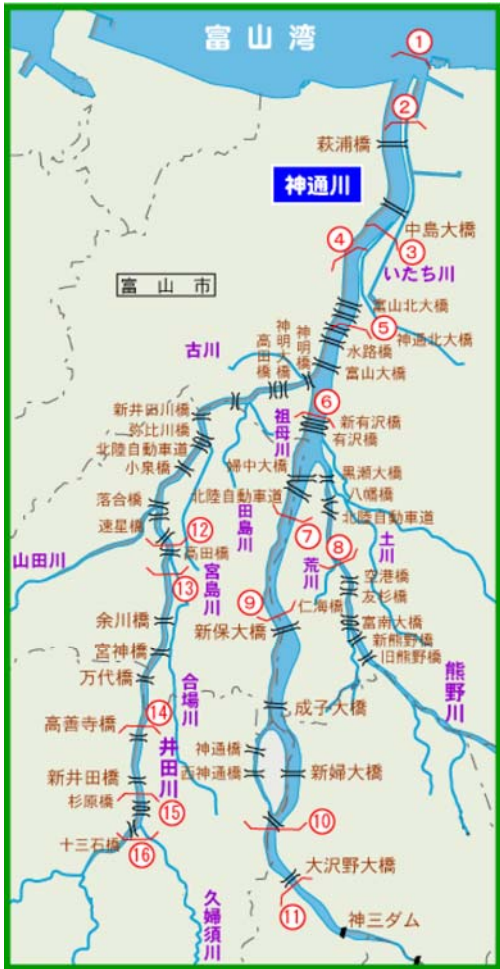 富山湾
①
②
萩浦橋
神通川
中島大橋
③
④
いたち川
富山市
富山北大橋
⑤
神通北大橋
水路橋
富山大橋
神明橋
神明大橋
高田橋
古川
⑥
新有沢橋
有沢橋
祖母川
新井田川橋
弥比川橋
北陸自動車道
小泉橋
婦中大橋
北陸自動車道
黒瀬大橋
八幡橋
北陸自動車道
田島川
落合橋
速星橋
⑫
高田橋
⑦
⑧
土川
山田川
⑬
宮島川
荒川
空港橋
友杉橋
余川橋
⑨
仁海橋
富南大橋
新保大橋
新熊野橋
旧熊野橋
宮神橋
万代橋
熊野川
合場川
成子大橋
⑭
高善寺橋
井田川
神通橋
西神通橋
新婦大橋
新井田橋
杉原橋
⑮
⑩
十三石橋
⑯
大沢野大橋
久婦須川
⑪
神三ダム